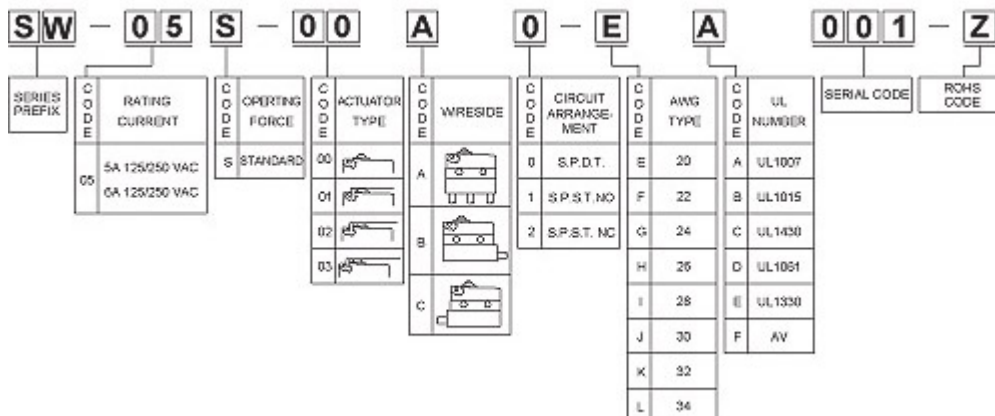 SW - 05 S - 00 A 0 - E A 001 - Z
SERIES
PREFIX
CODE
RATING
CURRENT
05
5A 125/250 VAC
6A 125/250 VAC
CODE
OPERTING
FORCE
S
STANDARD
CODE
ACTUATOR
TYPE
00
01
02
03
CODE
WIRESIDE
A
B
C
CODE
CIRCUIT
ARRANGE-
MENT
0 S.P.D.T.
1 S.P.S.T.NO
2 S.P.S.T. NC
CODE
AWG
TYPE
E 20
F 22
G 24
H 26
I 28
J 30
K 32
L 34
CODE
UL
NUMBER
A UL1007
B UL1015
C UL1430
D UL1061
E UL1330
F AV
SERIAL CODE
ROHS
CODE